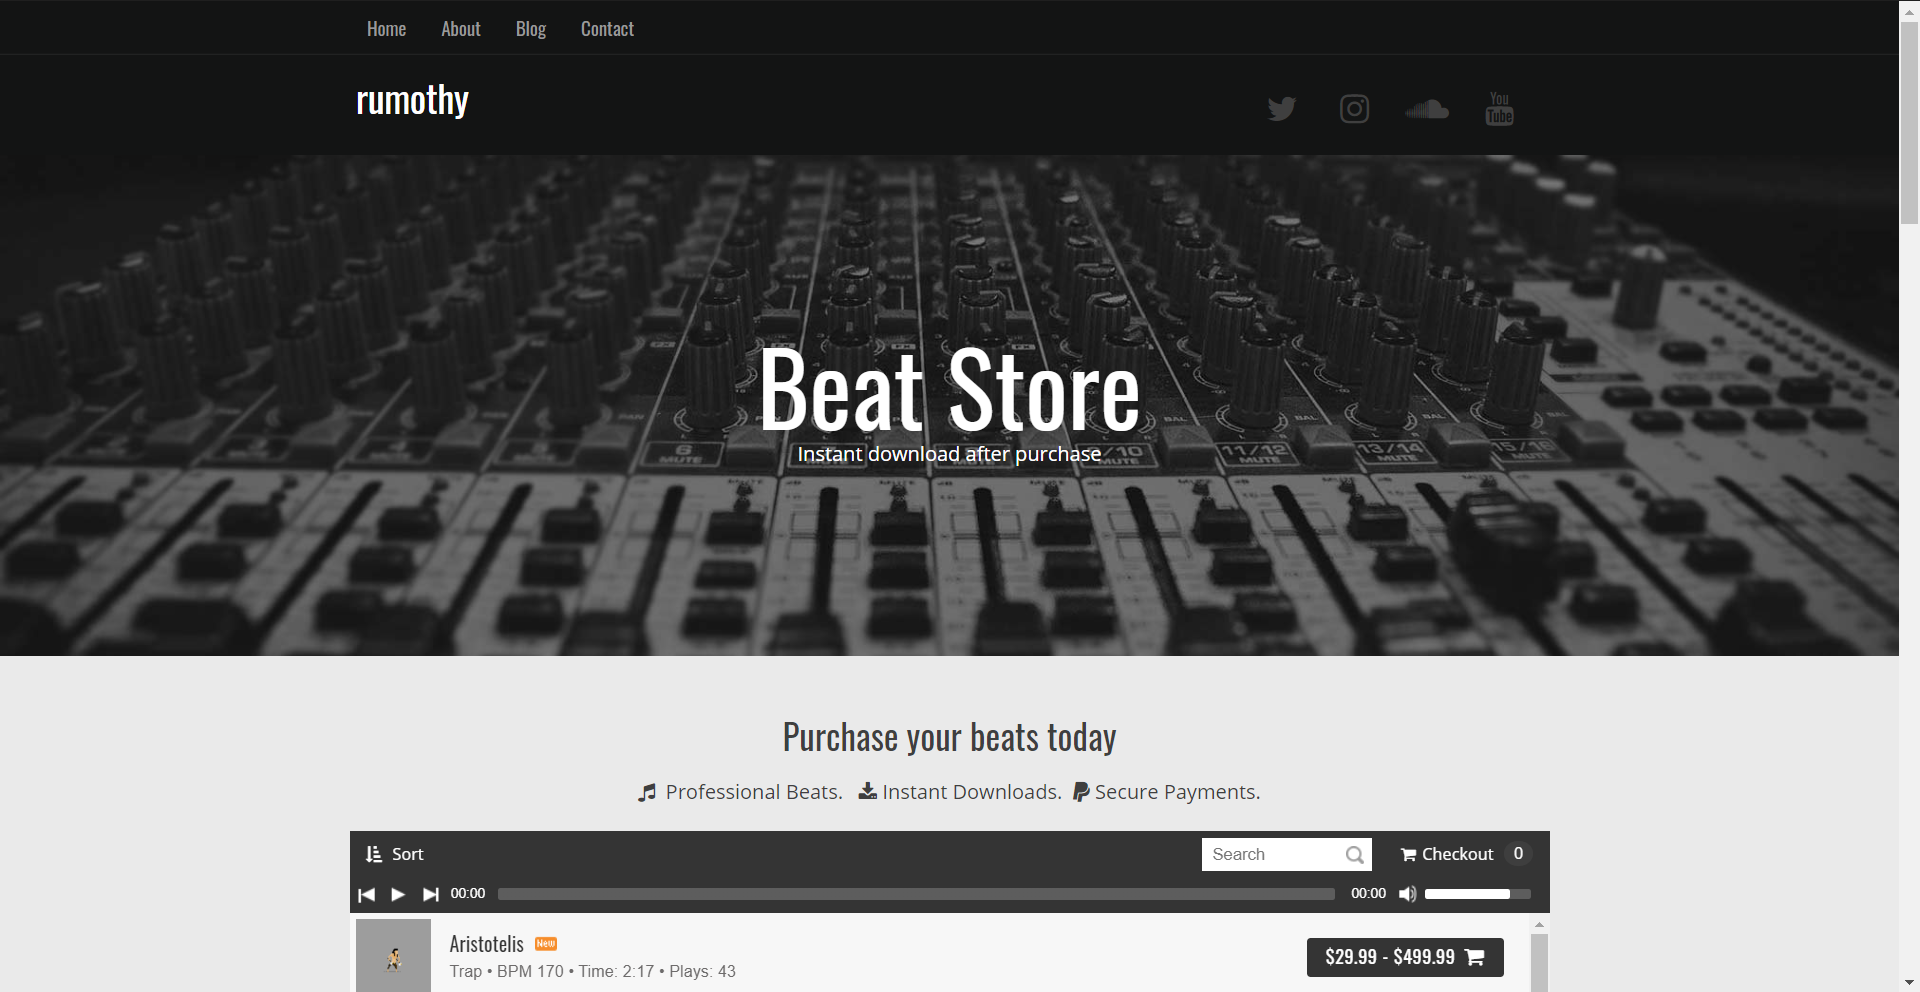 Home About Blog Contact
rumothy
You Tube
Beat Store
Instant download after purchase
6 MUTE 9/10 MUTE 11/12 MUTE 13/14 MUTE 15/16 MUTE
Purchase your beats today
Professional Beats. Instant Downloads. Secure Payments.
Sort Search Checkout 0
00:00 00:00
Aristotelis New
Trap • BPM 170 • Time: 2:17 • Plays: 43
$29.99 - $499.99